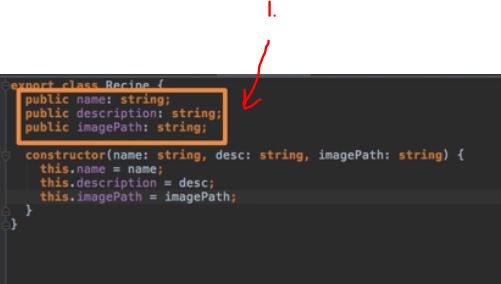 1.
export class Recipe {
public name: string;
public description: string;
public imagePath: string;
constructor(name: string, desc: string, imagePath: string) {
this.name = name;
this.description = desc;
this.imagePath = imagePath;
}
}